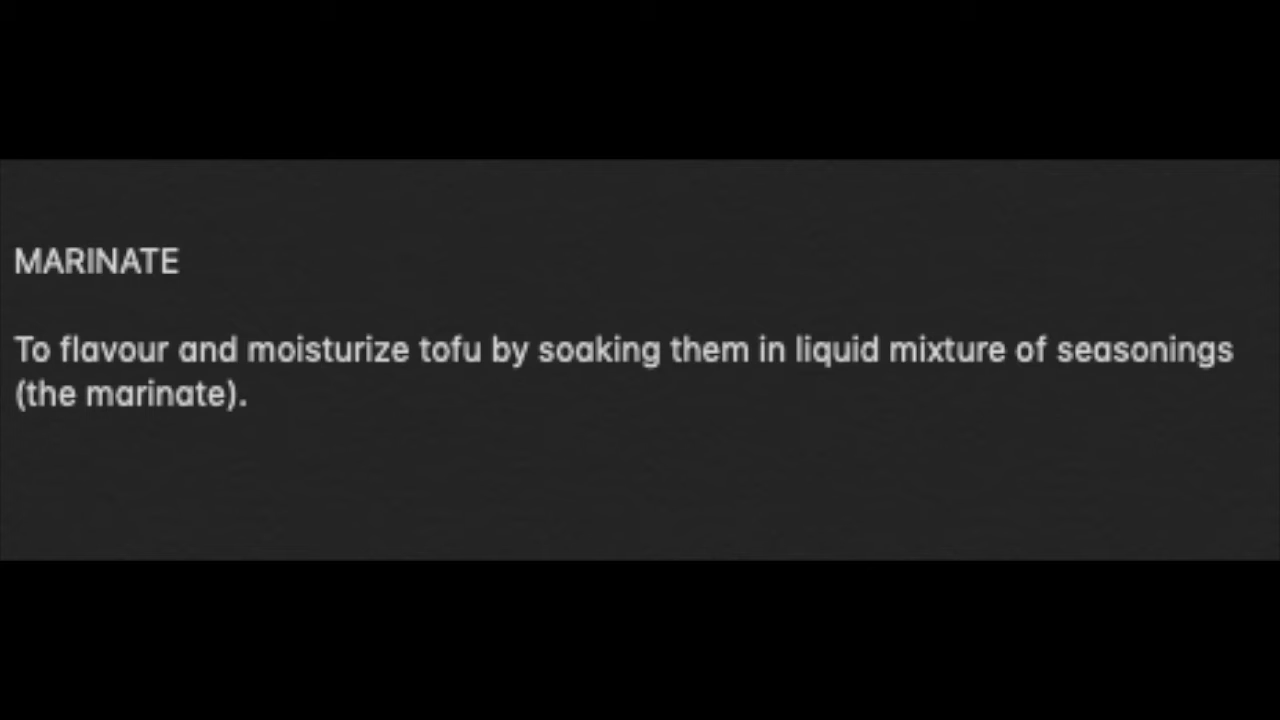 MARINATE
To flavour and moisturize tofu by soaking them in liquid mixture of seasonings
(the marinate).